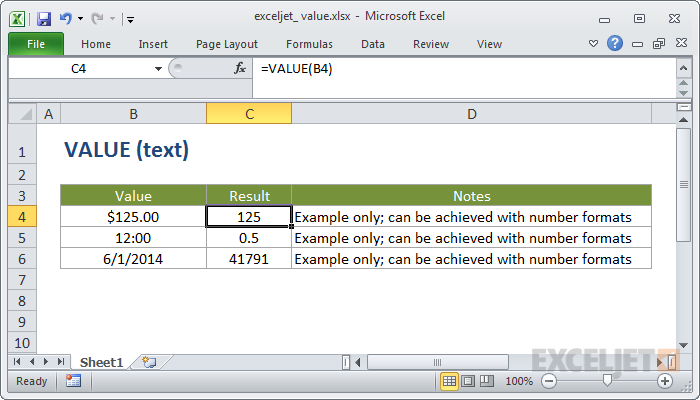 exceljet_ value.xlsx - Microsoft Excel
File Home Insert Page Layout Formulas Data Review View
C4 fx =VALUE(B4)
A B C D
1 VALUE (text)
2
3 Value Result Notes
4 $125.00 125 Example only; can be achieved with number formats
5 12:00 0.5 Example only; can be achieved with number formats
6 6/1/2014 41791 Example only; can be achieved with number formats
7
8
9
10
Sheet1
EXCELJET
Ready 100%